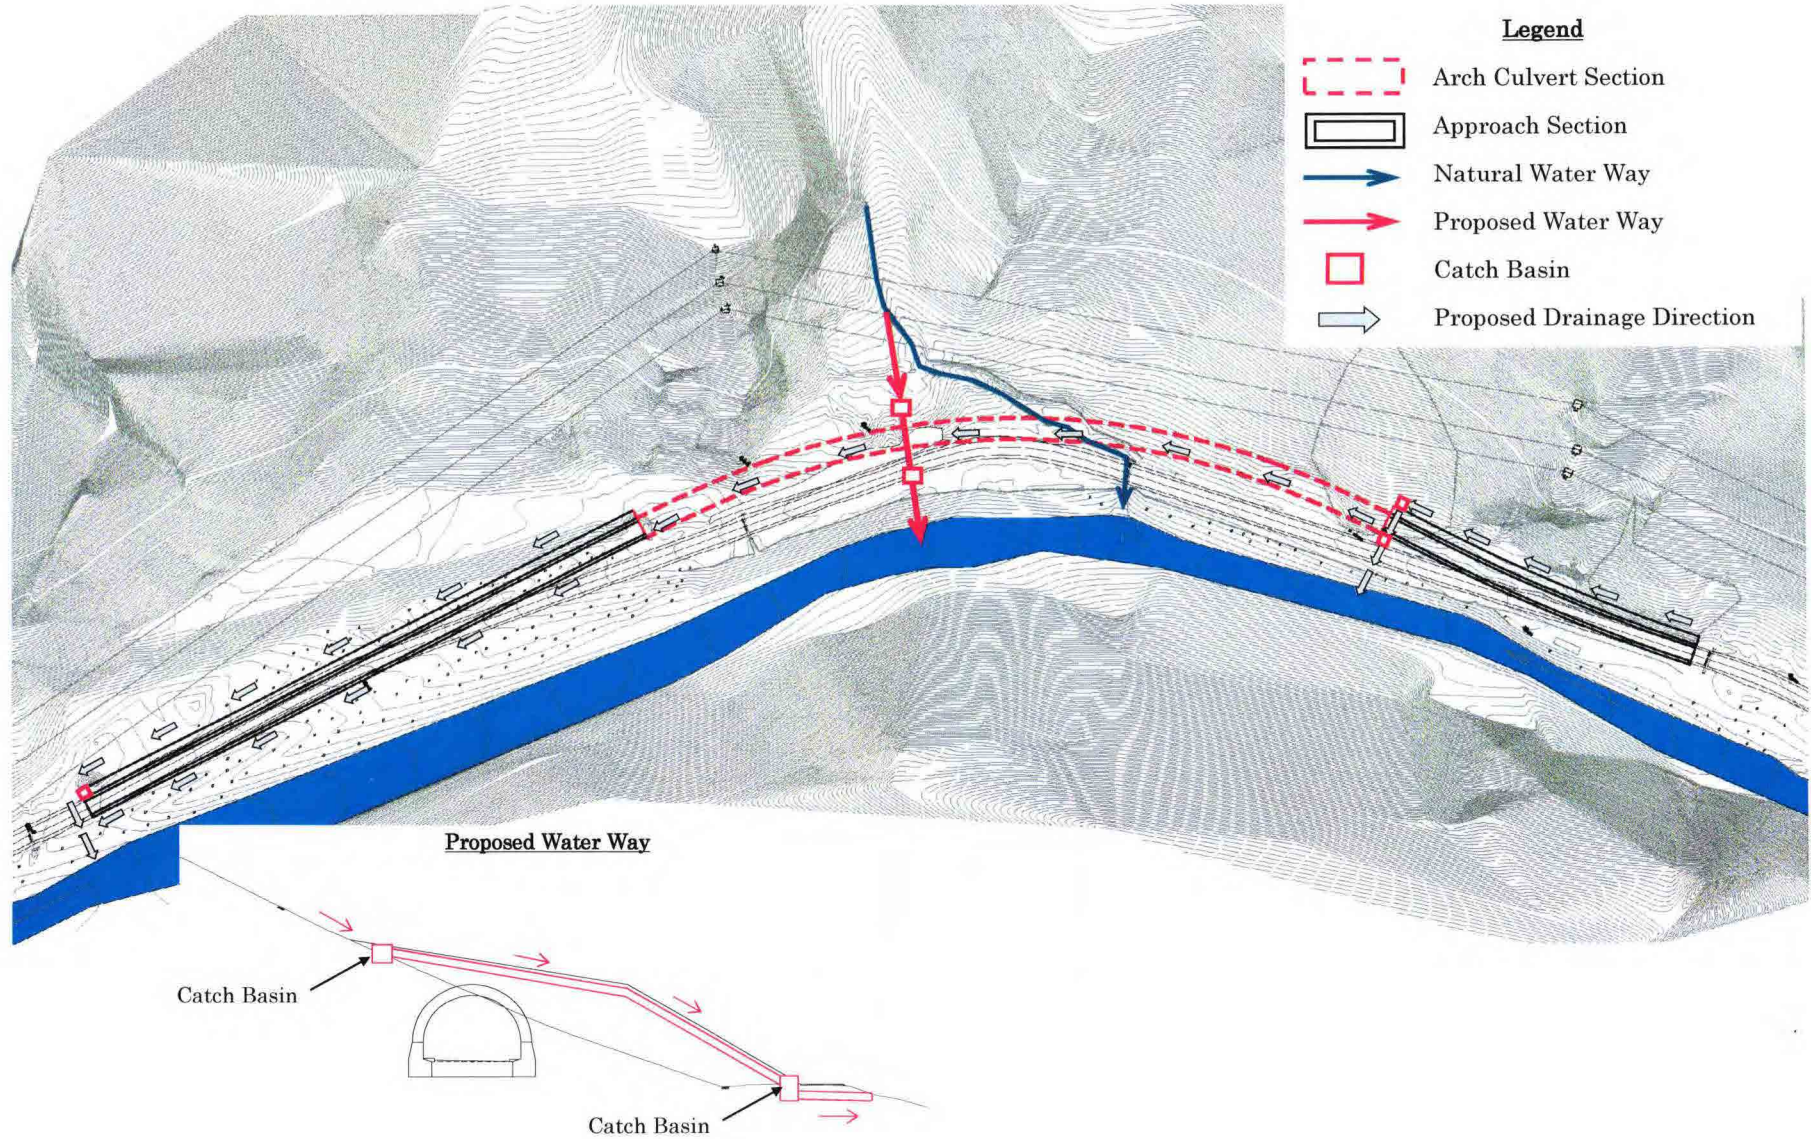 Legend
Arch Culvert Section
Approach Section
Natural Water Way
Proposed Water Way
Catch Basin
Proposed Drainage Direction
Proposed Water Way
Catch Basin
Catch Basin